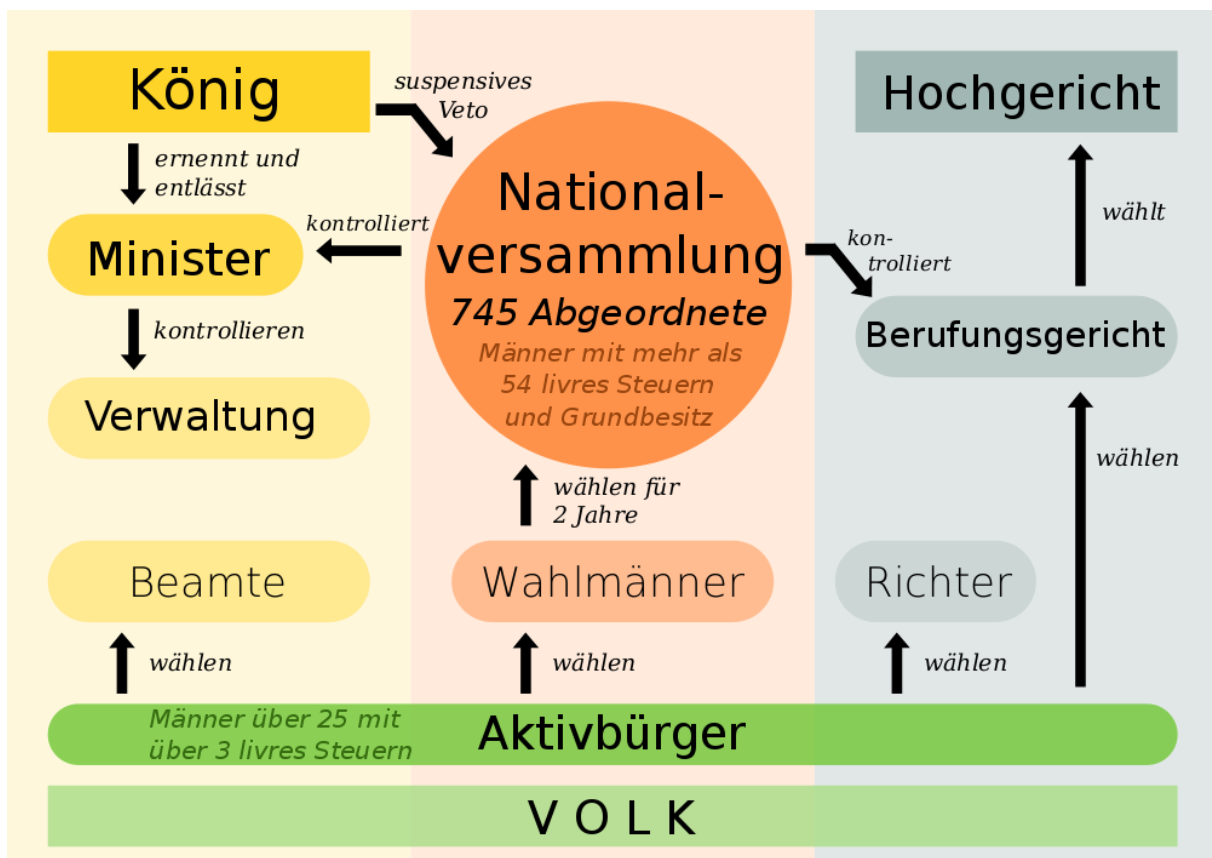 König
suspensives
Veto
Hochgericht
ernennt und
entlässt
National-
versammlung
745 Abgeordnete
Männer mit mehr als
54 livres Steuern
und Grundbesitz
kontrolliert
Minister
kon-
trolliert
wählt
kontrollieren
Berufungsgericht
Verwaltung
wählen
wählen für
2 Jahre
Beamte
Wahlmänner
Richter
wählen
wählen
wählen
Männer über 25 mit
über 3 livres Steuern
Aktivbürger
VOLK